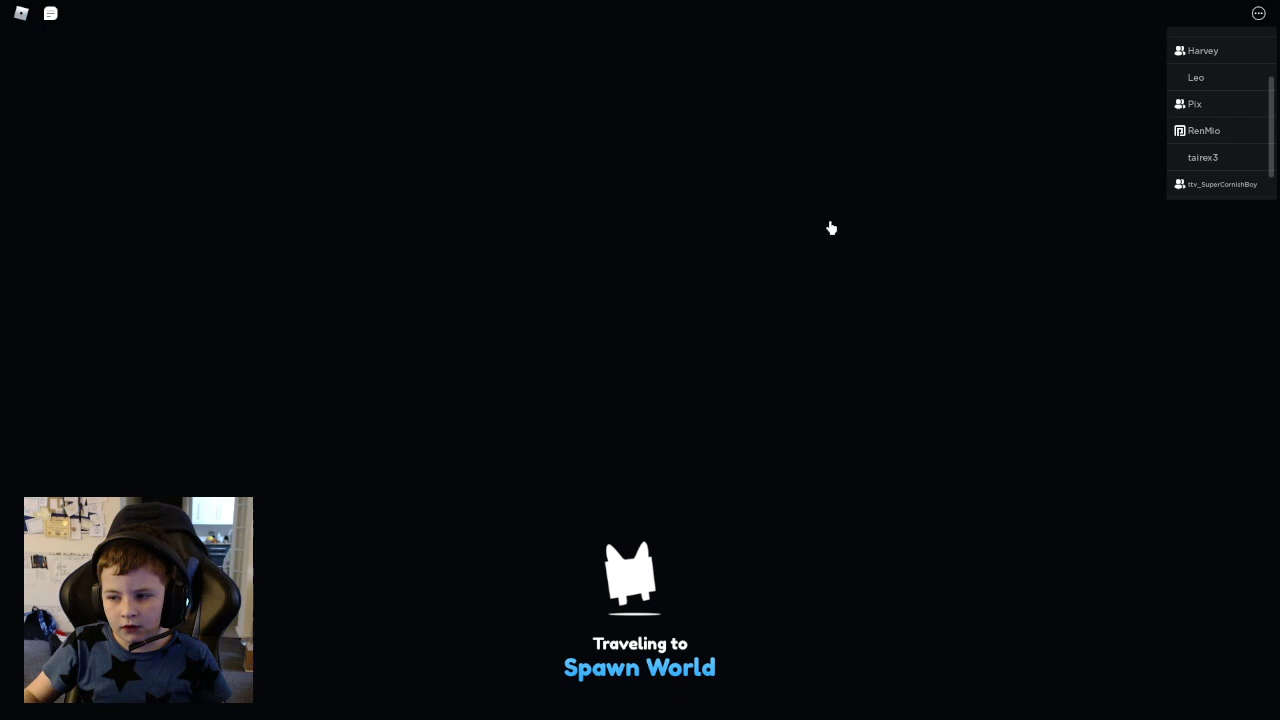 Harvey
Leo
Pix
RenMio
tairex3
ttv_SuperCornishBoy
Traveling to
Spawn World